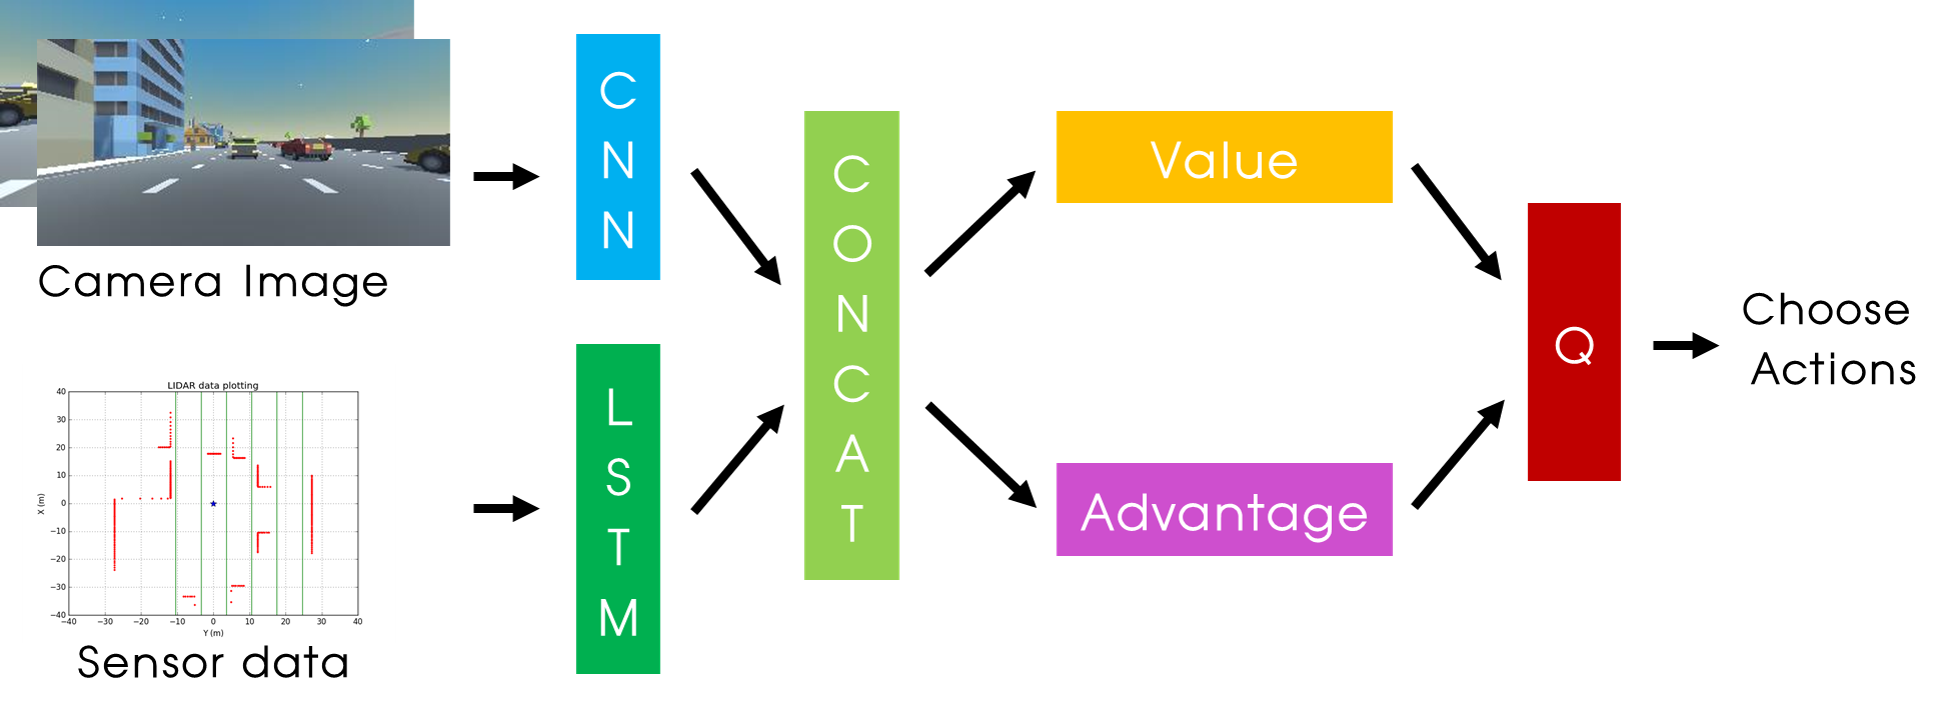 Camera Image
LIDAR data plotting
40
30
20
10
0
−10
−20
−30
−40
X (m)
−40 −30 −20 −10 0 10 20 30 40
Y (m)
Sensor data
CNN
LSTM
CONCAT
Value
Advantage
Q
Choose
Actions